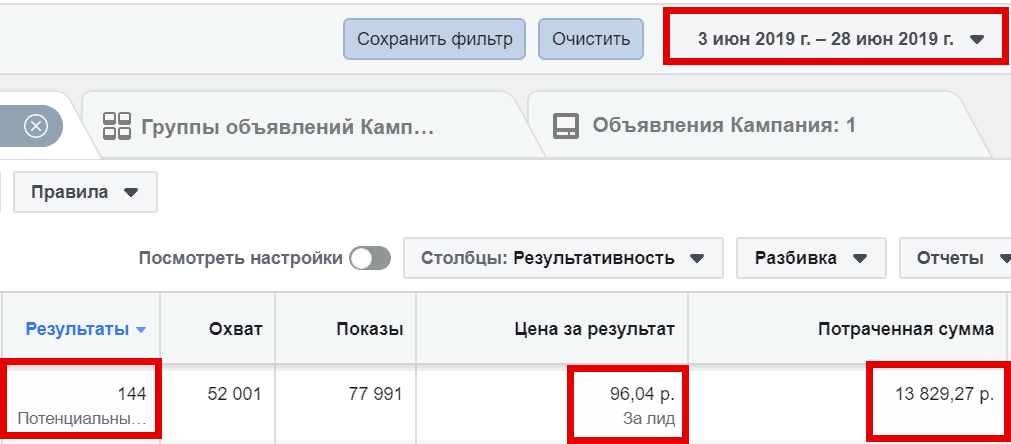 Сохранить фильтр Очистить 3 июн 2019 г. – 28 июн 2019 г.
Группы объявлений Камп… Объявления Кампания: 1
Правила
Посмотреть настройки Столбцы: Результативность Разбивка Отчеты
Результаты Охват Показы Цена за результат Потраченная сумма
144 52 001 77 991 96,04 р. 13 829,27 р.
Потенциальны… За лид